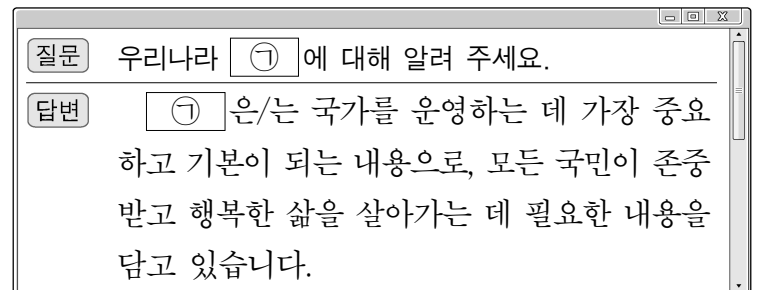 질문 우리나라 ㉠ 에 대해 알려 주세요.
답변 ㉠ 은/는 국가를 운영하는 데 가장 중요
하고 기본이 되는 내용으로, 모든 국민이 존중
받고 행복한 삶을 살아가는 데 필요한 내용을
담고 있습니다.